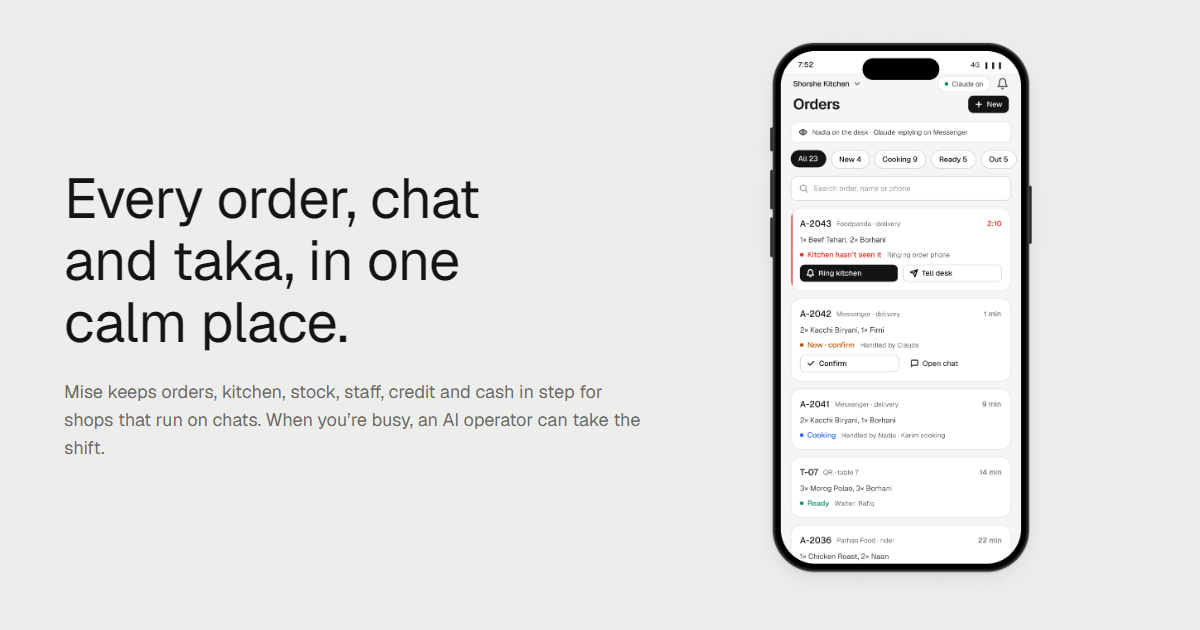 Every order, chat
and taka, in one
calm place.
Mise keeps orders, kitchen, stock, staff, credit and cash in step for
shops that run on chats. When you’re busy, an AI operator can take the
shift.
7:52 4G
Shorshe Kitchen Claude on
Orders + New
Nadia on the desk · Claude replying on Messenger
All 23 New 4 Cooking 9 Ready 5 Out 5
Search order, name or phone
A-2043 Foodpanda · delivery 2:10
1× Beef Tehari, 2× Borhani
Kitchen hasn't seen it Ringing order phone
Ring kitchen Tell desk
A-2042 Messenger · delivery 1 min
2× Kacchi Biryani, 1× Firni
New · confirm Handled by Claude
Confirm Open chat
A-2041 Messenger · delivery 9 min
2× Kacchi Biryani, 1× Borhani
Cooking Handled by Nadia · Karim cooking
T-07 QR · table 7 14 min
3× Morog Polao, 3× Borhani
Ready Waiter: Rafiq
A-2036 Pathao Food · rider 22 min
1× Chicken Roast, 2× Naan